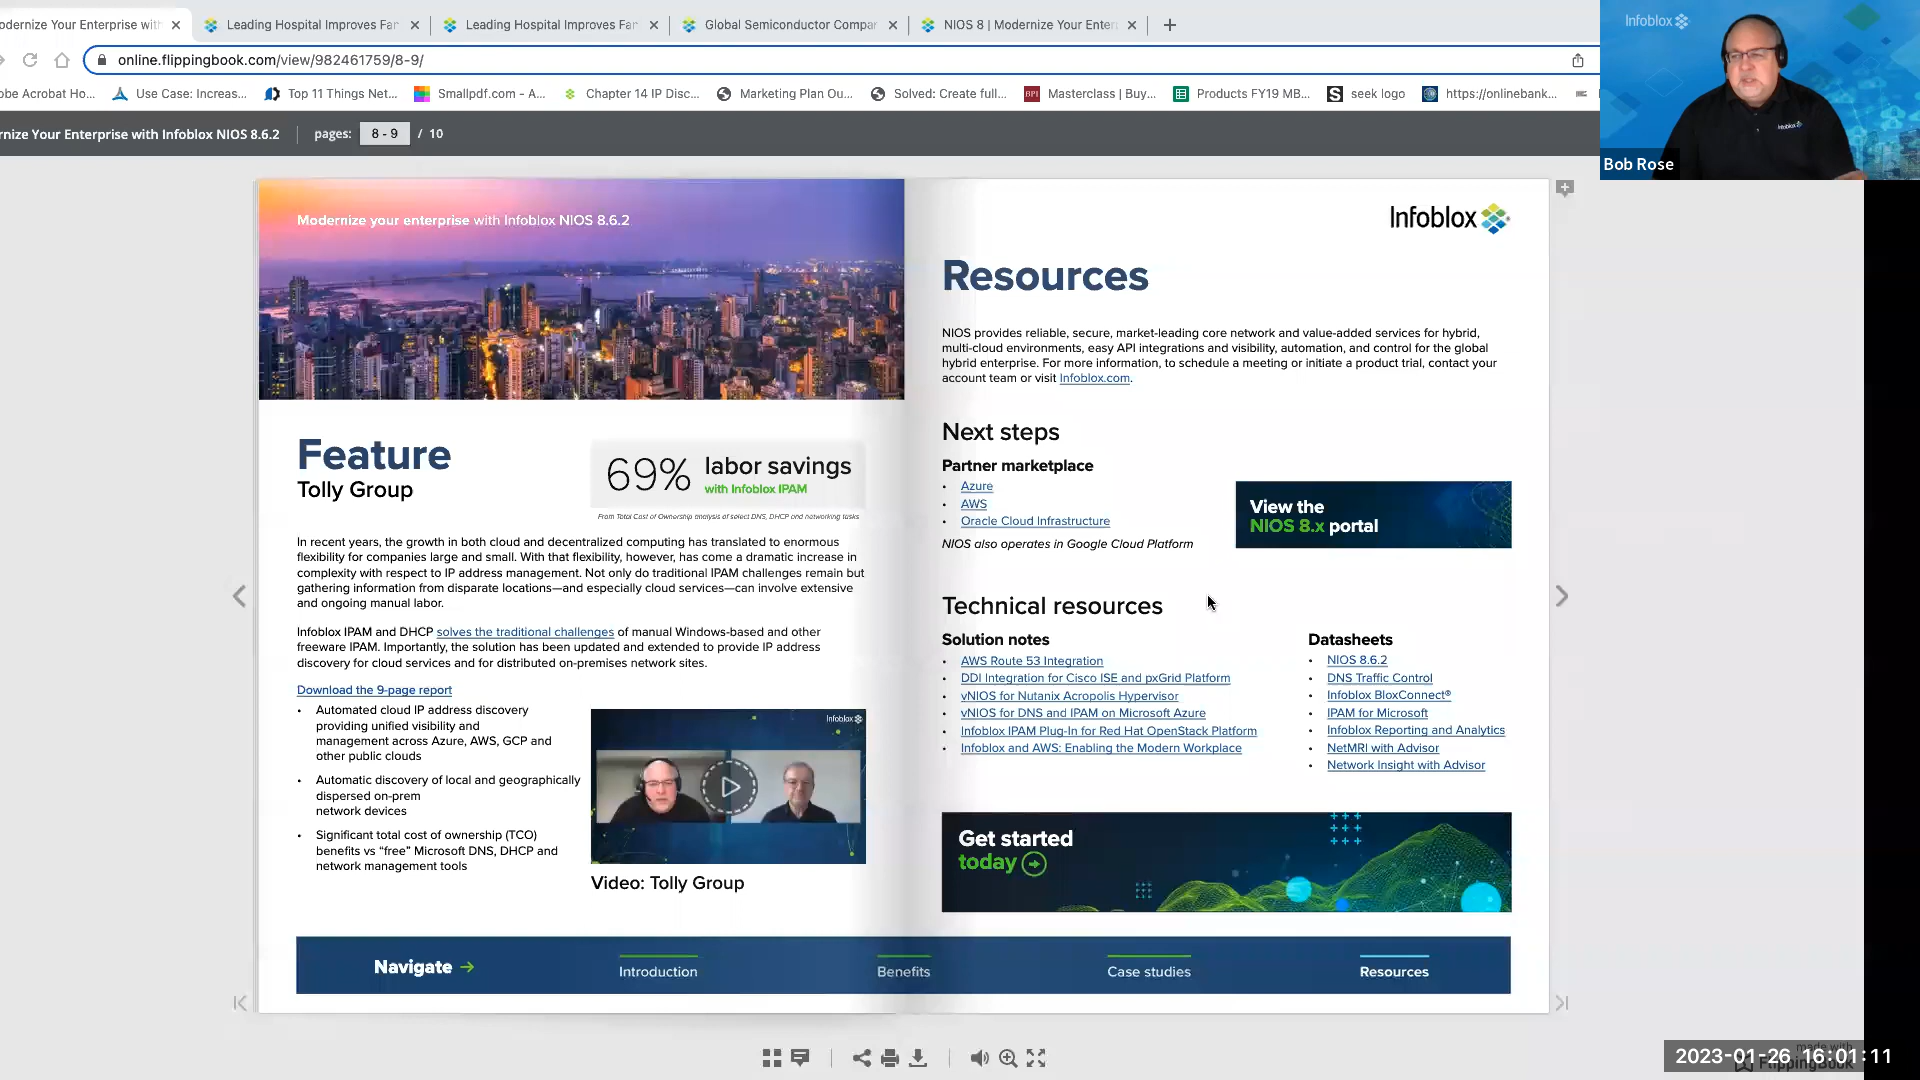 odernize Your Enterprise with
Leading Hospital Improves Far
Leading Hospital Improves Far
Global Semiconductor Compar
NIOS 8 | Modernize Your Enter
online.flippingbook.com/view/982461759/8-9/
obe Acrobat Ho...
Use Case: Increas...
Top 11 Things Net...
Smallpdf.com - A...
Chapter 14 IP Disc...
Marketing Plan Ou...
Solved: Create full...
BPI
Masterclass | Buy...
Products FY19 MB...
seek logo
https://onlinebank...
rnize Your Enterprise with Infoblox NIOS 8.6.2
pages: 8 - 9 / 10
Infoblox
Infoblox
Bob Rose
Modernize your enterprise with Infoblox NIOS 8.6.2
Feature
Tolly Group
69% labor savings
with Infoblox IPAM
From Total Cost of Ownership analysis of select DNS, DHCP and networking tasks
In recent years, the growth in both cloud and decentralized computing has translated to enormous
flexibility for companies large and small. With that flexibility, however, has come a dramatic increase in
complexity with respect to IP address management. Not only do traditional IPAM challenges remain but
gathering information from disparate locations—and especially cloud services—can involve extensive
and ongoing manual labor.
Infoblox IPAM and DHCP solves the traditional challenges of manual Windows-based and other
freeware IPAM. Importantly, the solution has been updated and extended to provide IP address
discovery for cloud services and for distributed on-premises network sites.
Download the 9-page report
• Automated cloud IP address discovery
providing unified visibility and
management across Azure, AWS, GCP and
other public clouds
• Automatic discovery of local and geographically
dispersed on-prem
network devices
• Significant total cost of ownership (TCO)
benefits vs “free” Microsoft DNS, DHCP and
network management tools
Infoblox
Video: Tolly Group
Infoblox
Resources
NIOS provides reliable, secure, market-leading core network and value-added services for hybrid,
multi-cloud environments, easy API integrations and visibility, automation, and control for the global
hybrid enterprise. For more information, to schedule a meeting or initiate a product trial, contact your
account team or visit Infoblox.com.
Next steps
Partner marketplace
• Azure
• AWS
• Oracle Cloud Infrastructure
NIOS also operates in Google Cloud Platform
View the
NIOS 8.x portal
Technical resources
Solution notes
• AWS Route 53 Integration
• DDI Integration for Cisco ISE and pxGrid Platform
• vNIOS for Nutanix Acropolis Hypervisor
• vNIOS for DNS and IPAM on Microsoft Azure
• Infoblox IPAM Plug-In for Red Hat OpenStack Platform
• Infoblox and AWS: Enabling the Modern Workplace
Datasheets
• NIOS 8.6.2
• DNS Traffic Control
• Infoblox BloxConnect®
• IPAM for Microsoft
• Infoblox Reporting and Analytics
• NetMRI with Advisor
• Network Insight with Advisor
Get started
today
Navigate
Introduction
Benefits
Case studies
Resources
made with
FlippingBook
2023-01-26 16:01:11